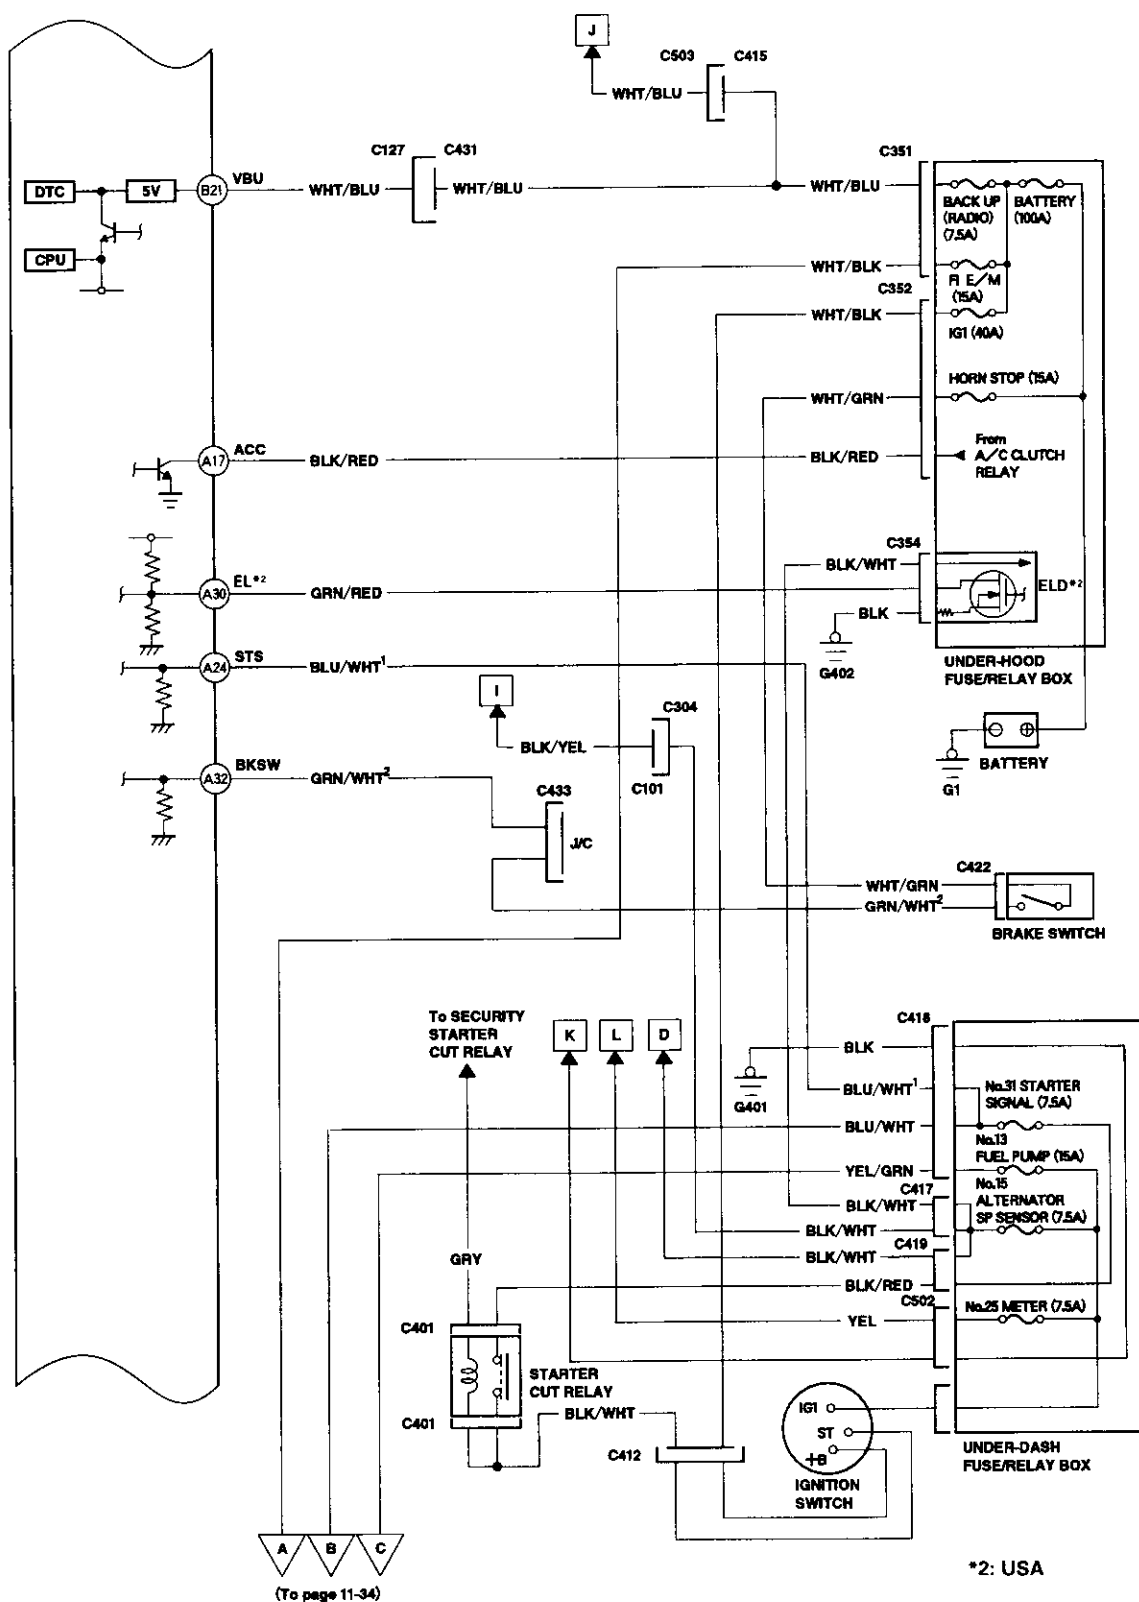 J
C503
C415
WHT/BLU
C127
C431
C351
DTC
5V
B21
VBU
WHT/BLU
WHT/BLU
WHT/BLU
BACK UP
(RADIO)
(7.5A)
BATTERY
(100A)
CPU
WHT/BLK
FI E/M
(15A)
C352
WHT/BLK
IG1 (40A)
HORN STOP (15A)
WHT/GRN
A17
ACC
BLK/RED
BLK/RED
From
A/C CLUTCH
RELAY
C354
BLK/WHT
A30
EL*2
GRN/RED
ELD*2
BLK
G402
A24
STS
BLU/WHT1
UNDER-HOOD
FUSE/RELAY BOX
I
C304
BLK/YEL
C101
BATTERY
G1
A32
BKSW
GRN/WHT2
C433
J/C
C422
WHT/GRN
GRN/WHT2
BRAKE SWITCH
To SECURITY
STARTER
CUT RELAY
K
L
D
C418
BLK
G401
BLU/WHT1
No.31 STARTER
SIGNAL (7.5A)
BLU/WHT
No.13
FUEL PUMP (15A)
YEL/GRN
C417
No.15
ALTERNATOR
SP SENSOR (7.5A)
BLK/WHT
BLK/WHT
C419
BLK/WHT
GRY
BLK/RED
C502
No.25 METER (7.5A)
YEL
C401
STARTER
CUT RELAY
C401
BLK/WHT
C412
IG1
ST
+B
IGNITION
SWITCH
UNDER-DASH
FUSE/RELAY BOX
A
B
C
(To page 11-34)
*2: USA